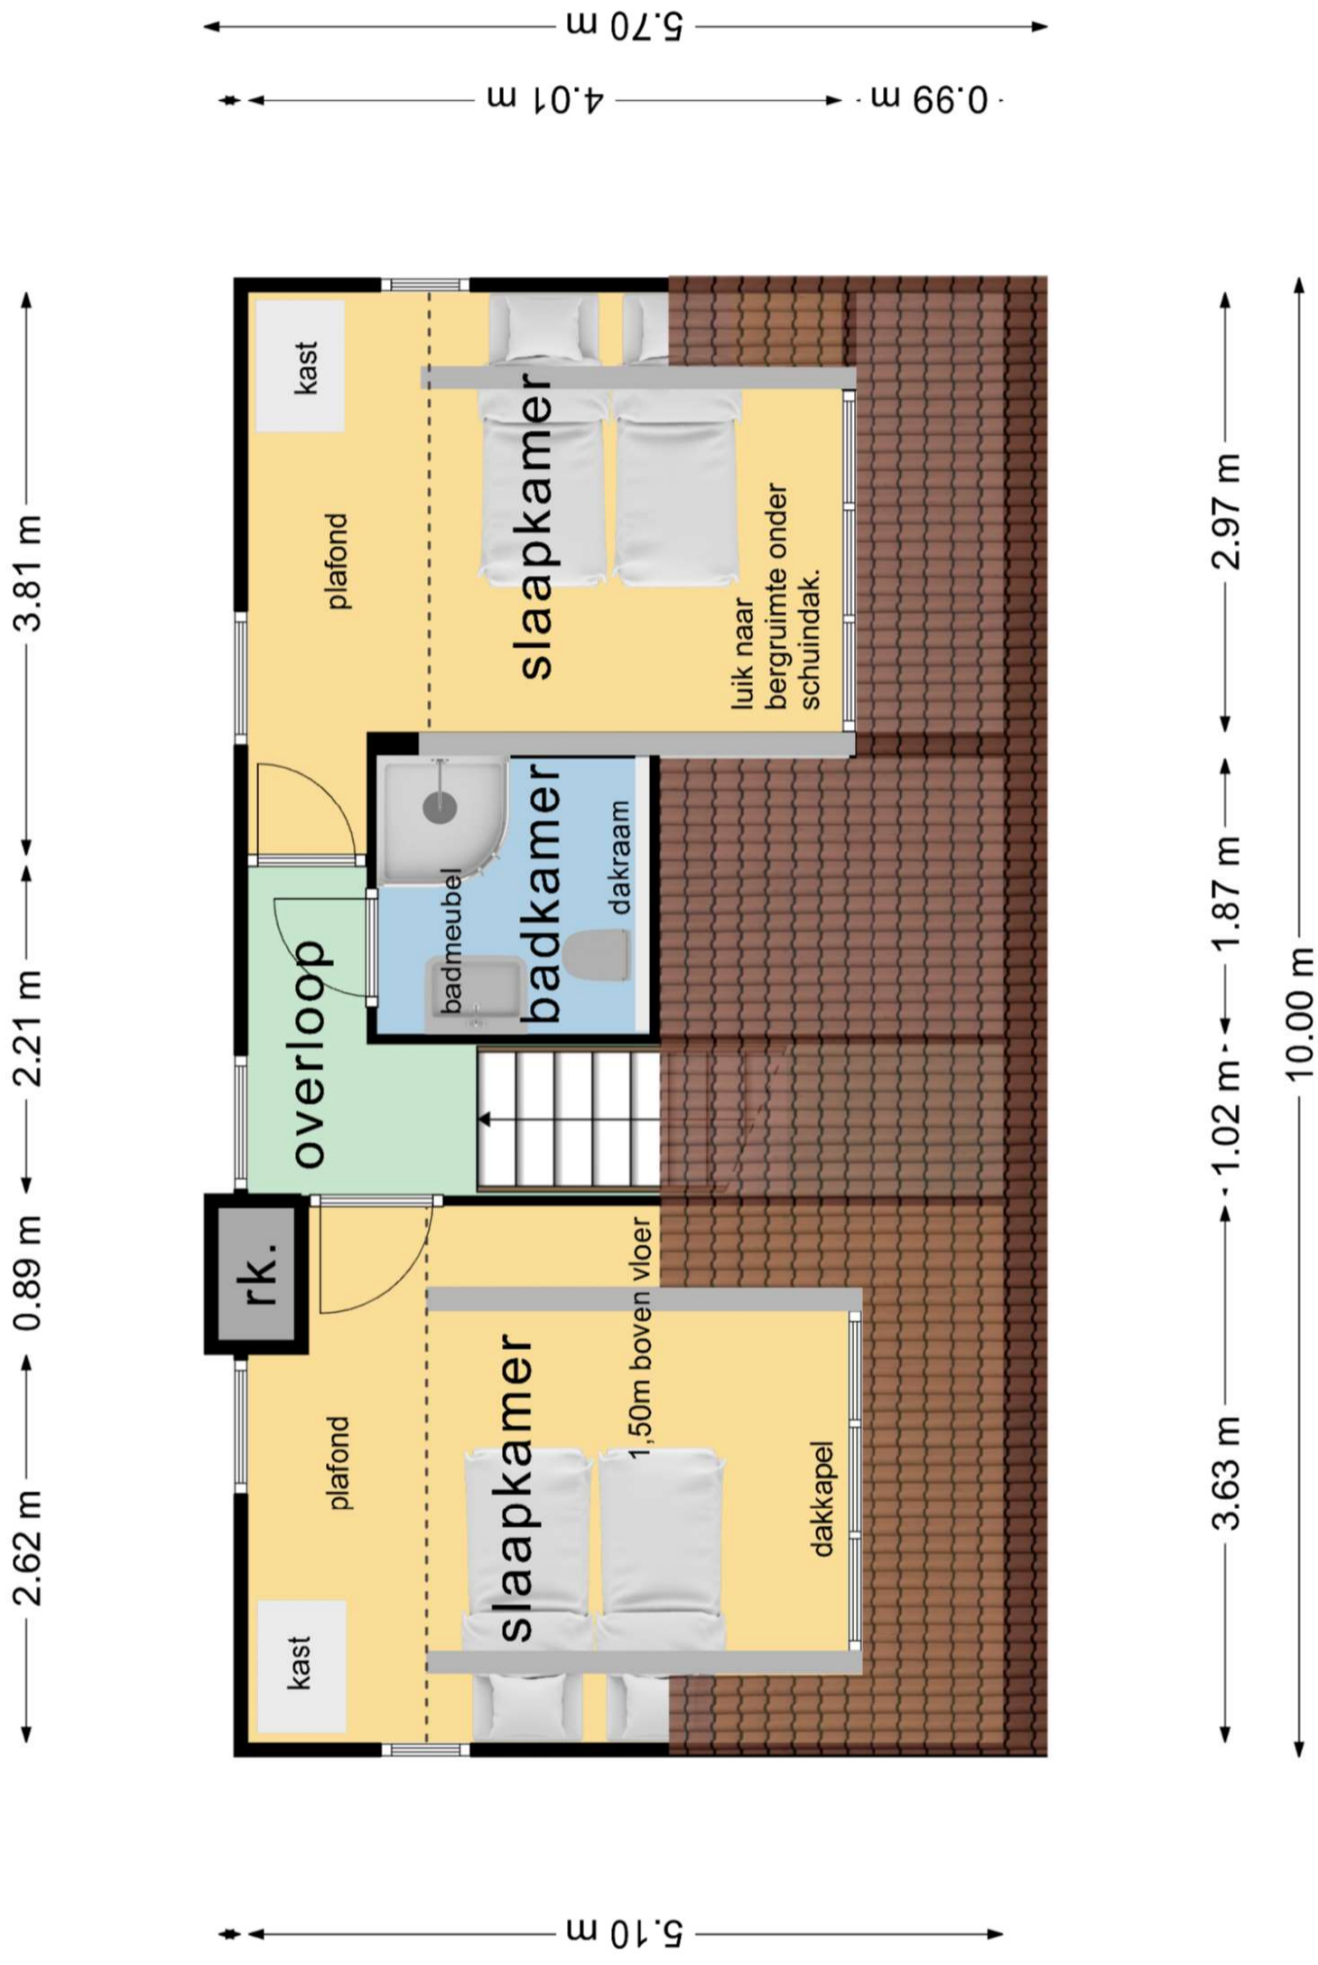 5.70 m
4.01 m
0.99 m
3.81 m
2.21 m
0.89 m
2.62 m
kast
plafond
slaapkamer
luik naar
bergruimte onder
schuindak.
badmeubel
badkamer
dakraam
overloop
rk.
1,50m boven vloer
plafond
slaapkamer
dakkapel
kast
2.97 m
1.87 m
1.02 m
3.63 m
10.00 m
5.10 m